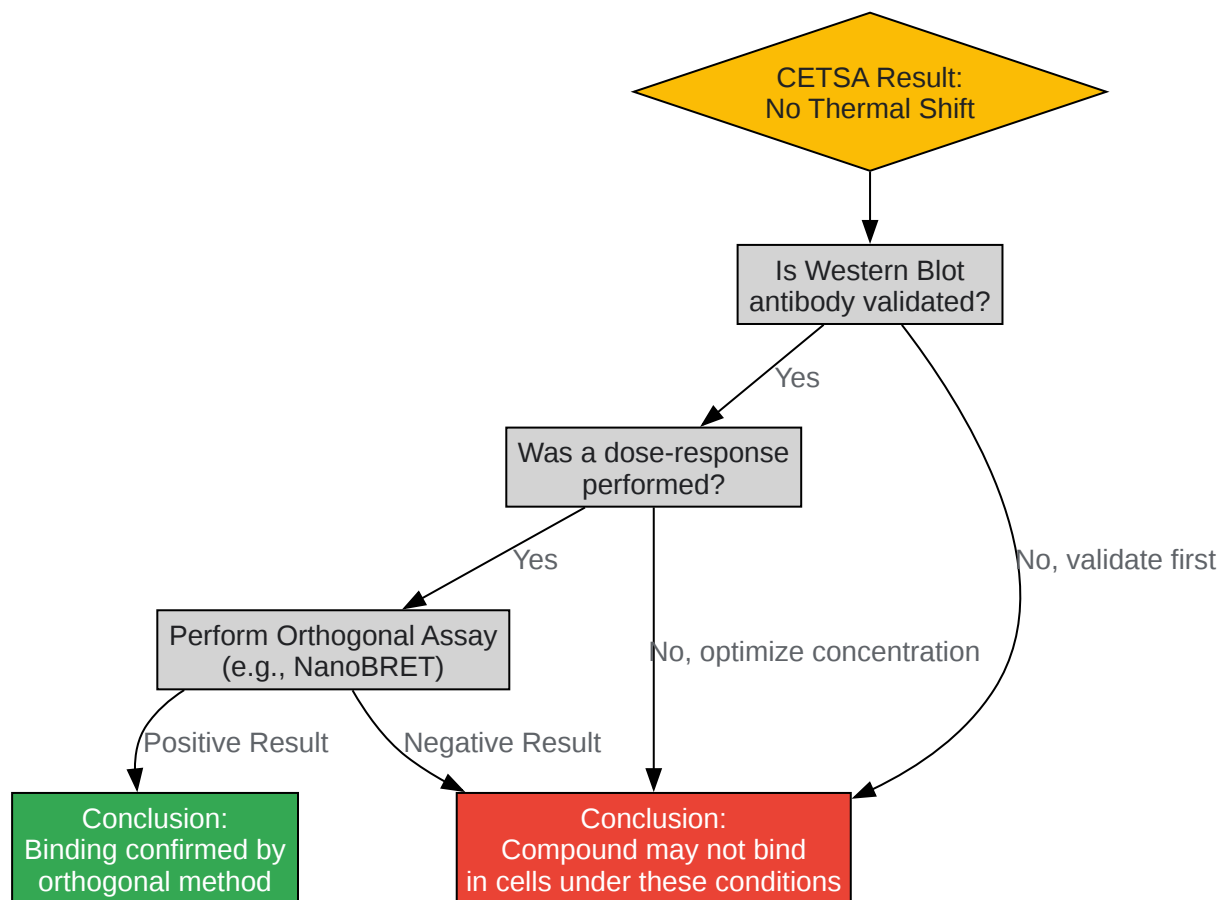 CETSA Result:
No Thermal Shift
Is Western Blot
antibody validated?
Yes
Was a dose-response
performed?
Yes
No, validate first
Perform Orthogonal Assay
(e.g., NanoBRET)
No, optimize concentration
Positive Result
Negative Result
Conclusion:
Binding confirmed by
orthogonal method
Conclusion:
Compound may not bind
in cells under these conditions